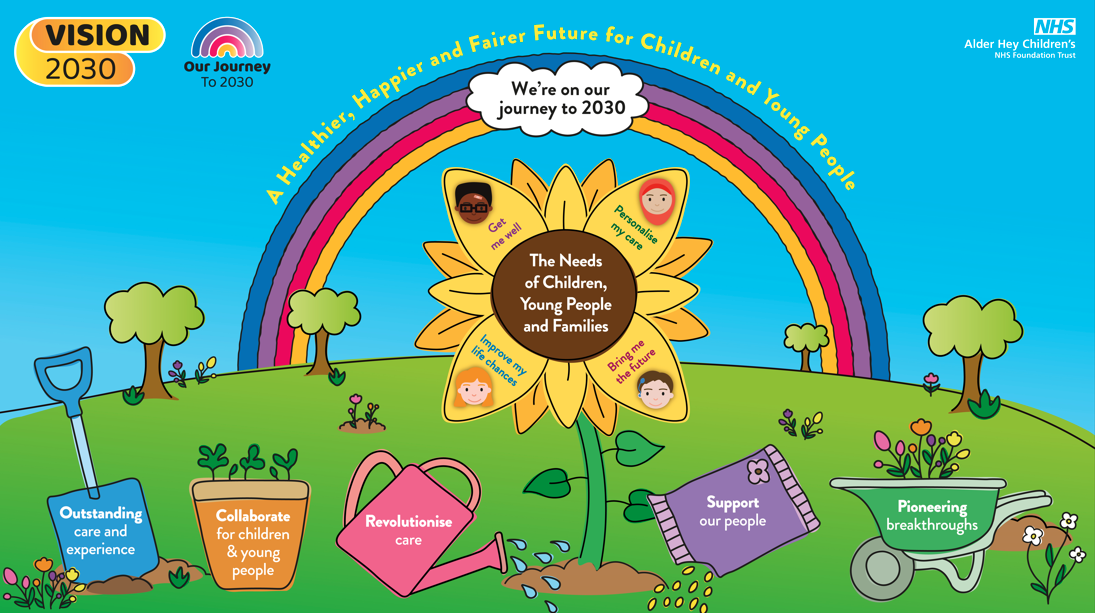 VISION
2030
Our Journey
To 2030
NHS
Alder Hey Children's
NHS Foundation Trust
A Healthier, Happier and Fairer Future for Children and Young People
We're on our
journey to 2030
Get
me well
Personalise
my care
The Needs
of Children,
Young People
and Families
Improve my
life chances
Bring me
the future
Outstanding
care and
experience
Collaborate
for children
& young
people
Revolutionise
care
Support
our people
Pioneering
breakthroughs